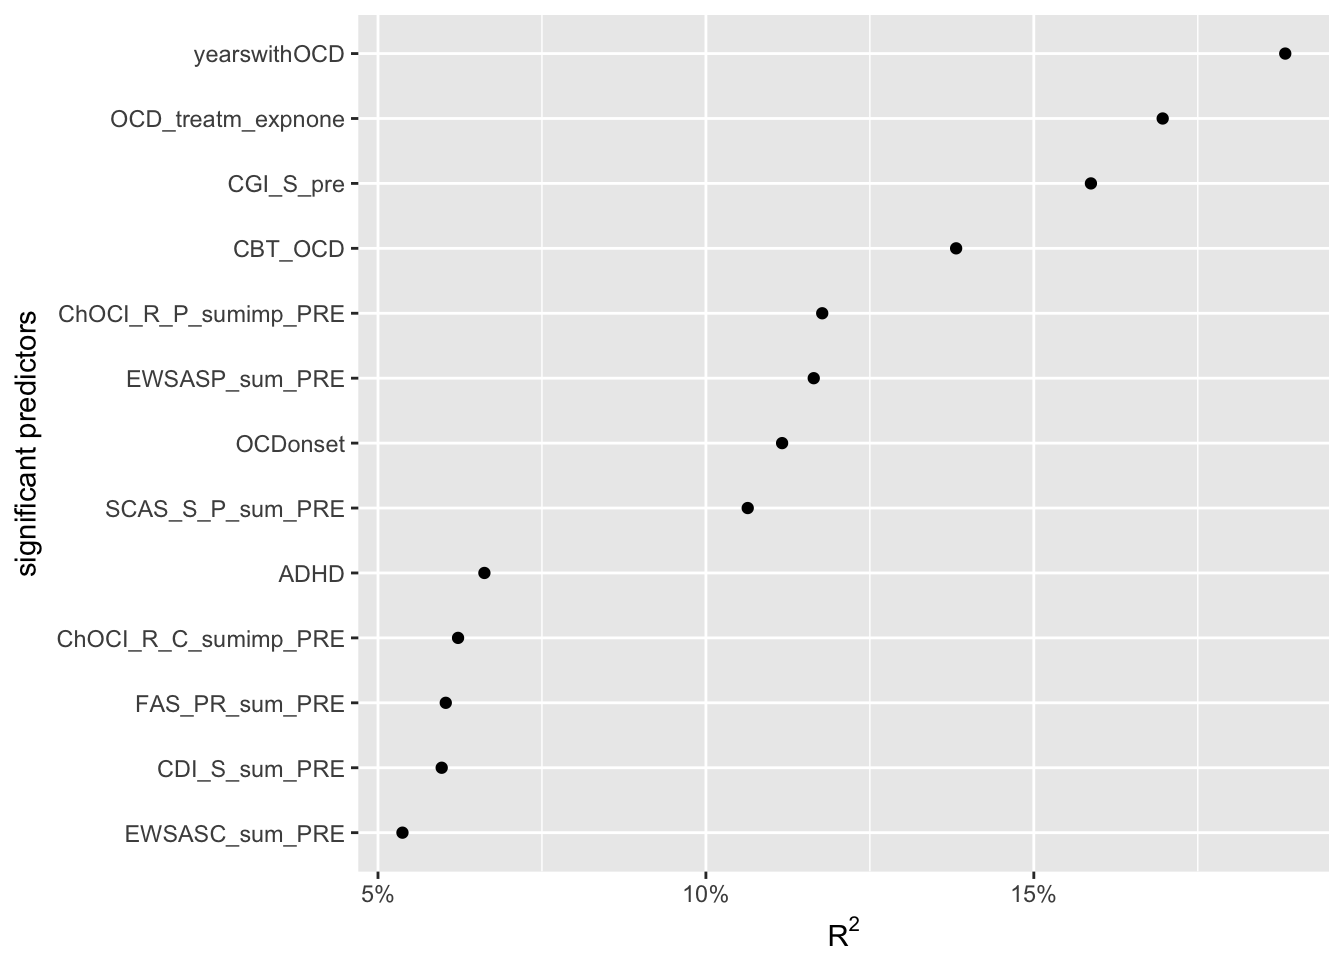 yearswithOCD
OCD_treatm_expnone
CGI_S_pre
CBT_OCD
ChOCI_R_P_sumimp_PRE
EWSASP_sum_PRE
OCDonset
SCAS_S_P_sum_PRE
ADHD
ChOCI_R_C_sumimp_PRE
FAS_PR_sum_PRE
CDI_S_sum_PRE
EWSASC_sum_PRE
significant predictors
5% 10% 15%
R²